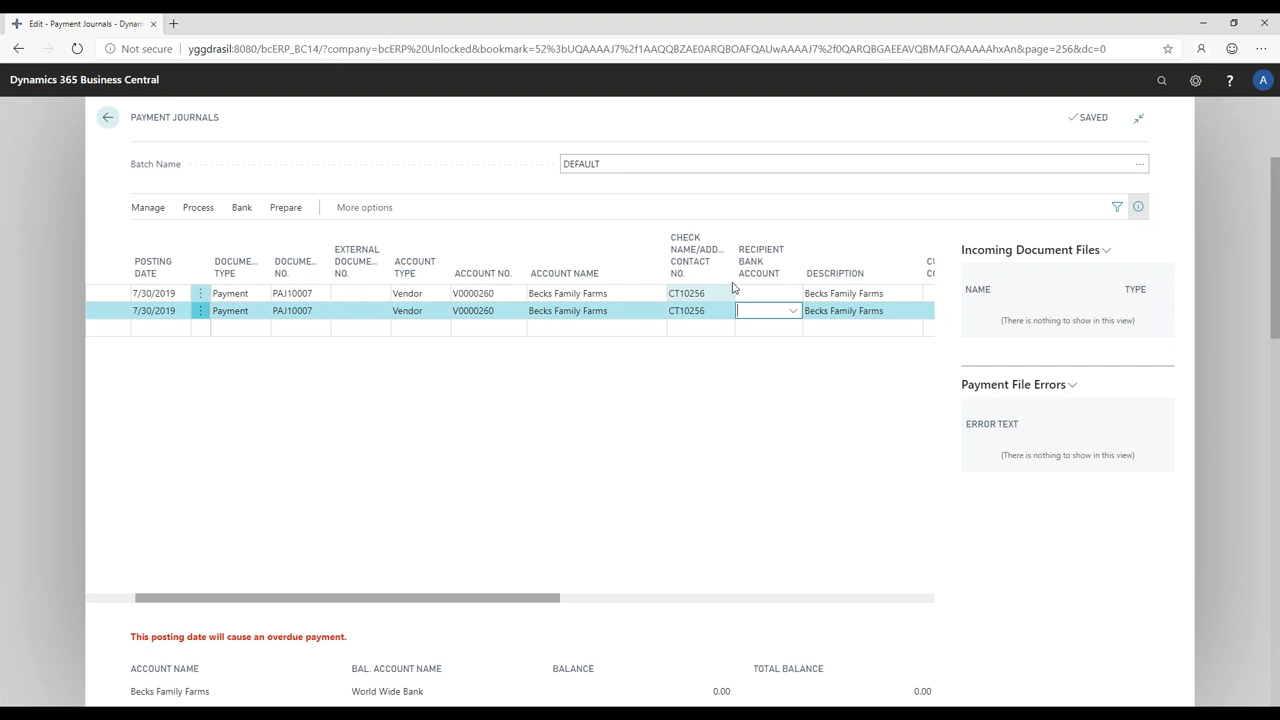 Edit - Payment Journals - Dynam
Not secure
yggdrasil:8080/bcERP_BC14/?company=bcERP%20Unlocked&bookmark=52%3bUQAAAAJ7%2f1AAQQBZAE0ARQBOAFQAUwAAAAJ7%2f0QARQBGAEEAVQBMAFQAAAAAhxAn&page=256&dc=0
Dynamics 365 Business Central
A
PAYMENT JOURNALS
SAVED
Batch Name
DEFAULT
Manage Process Bank Prepare More options
POSTING DATE
DOCUME... TYPE
DOCUME... NO.
EXTERNAL DOCUME... NO.
ACCOUNT TYPE
ACCOUNT NO.
ACCOUNT NAME
CHECK NAME/ADD... CONTACT NO.
RECIPIENT BANK ACCOUNT
DESCRIPTION
7/30/2019 Payment PAJ10007 Vendor V0000260 Becks Family Farms CT10256 Becks Family Farms
7/30/2019 Payment PAJ10007 Vendor V0000260 Becks Family Farms CT10256 Becks Family Farms
Incoming Document Files
NAME TYPE
(There is nothing to show in this view)
Payment File Errors
ERROR TEXT
(There is nothing to show in this view)
This posting date will cause an overdue payment.
ACCOUNT NAME BAL. ACCOUNT NAME BALANCE TOTAL BALANCE
Becks Family Farms World Wide Bank 0.00 0.00